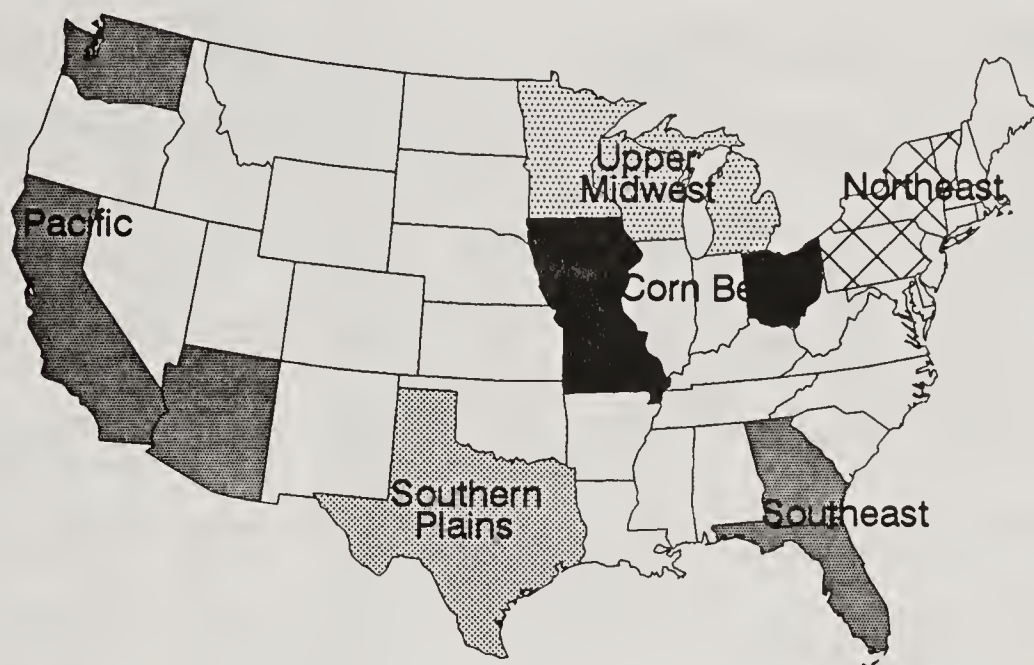 Upper
Midwest
Northeast
Pacific
Corn Be
Southern
Plains
Southeast